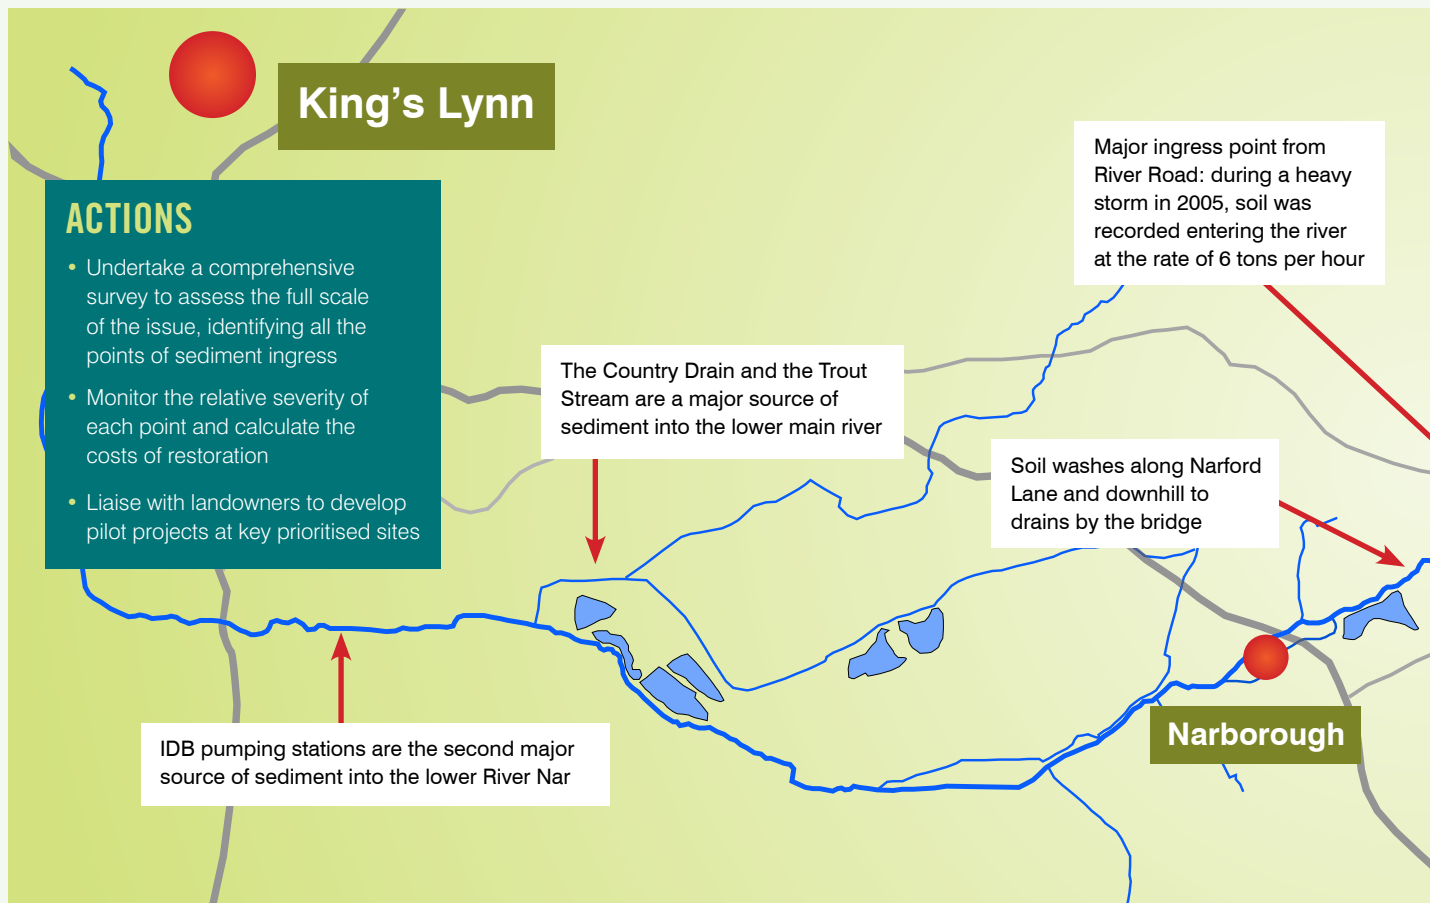 King’s Lynn
ACTIONS
• Undertake a comprehensive
survey to assess the full scale
of the issue, identifying all the
points of sediment ingress
• Monitor the relative severity of
each point and calculate the
costs of restoration
• Liaise with landowners to develop
pilot projects at key prioritised sites
Major ingress point from
River Road: during a heavy
storm in 2005, soil was
recorded entering the river
at the rate of 6 tons per hour
The Country Drain and the Trout
Stream are a major source of
sediment into the lower main river
Soil washes along Narford
Lane and downhill to
drains by the bridge
IDB pumping stations are the second major
source of sediment into the lower River Nar
Narborough